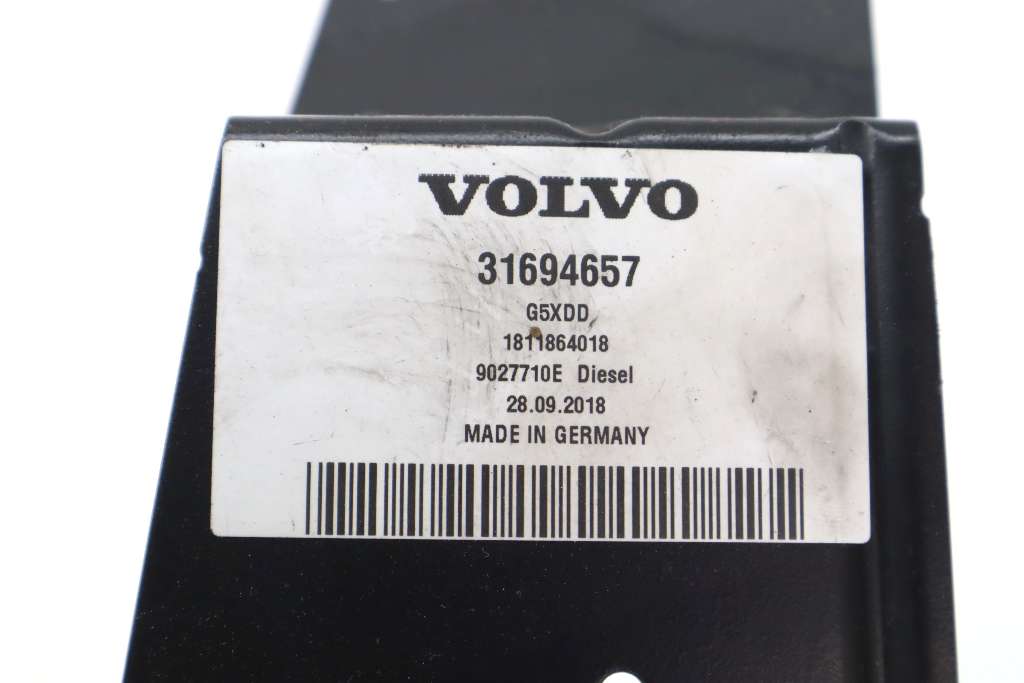 VOLVO
31694657
G5XDD
1811864018
9027710E Diesel
28.09.2018
MADE IN GERMANY